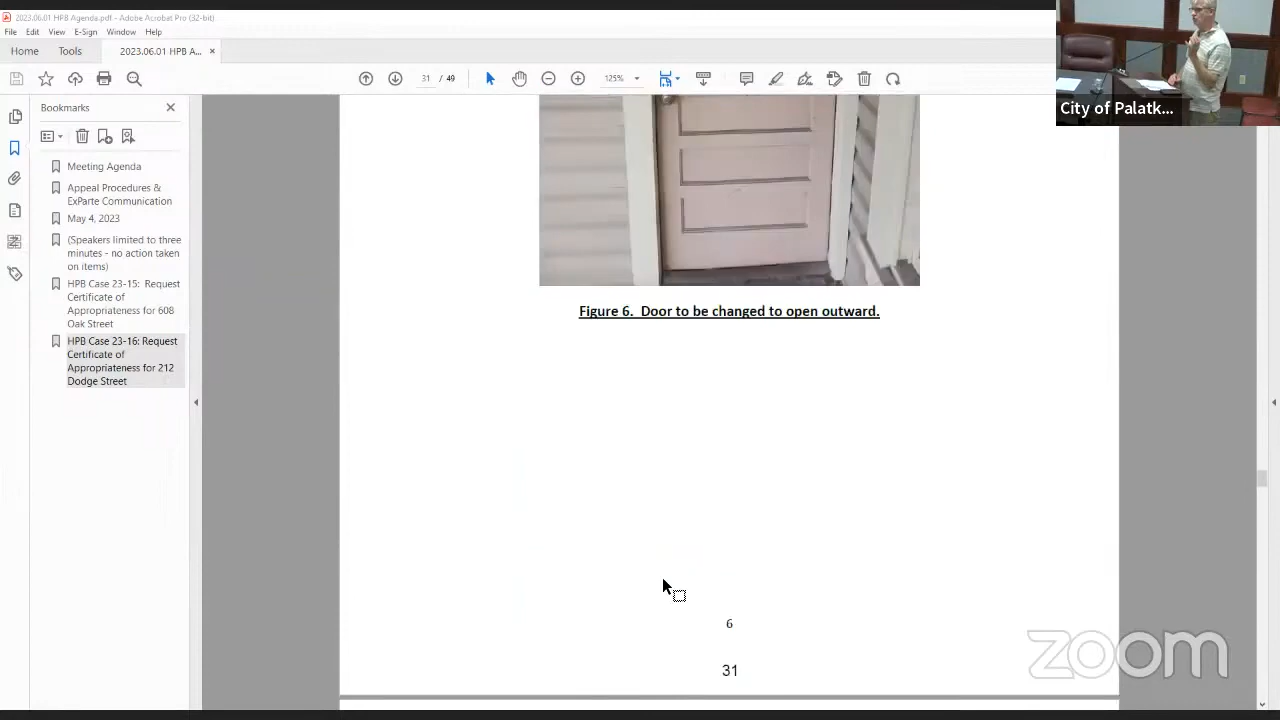 2023.06.01 HPB Agenda.pdf - Adobe Acrobat Pro (32-bit)
File Edit View E-Sign Window Help
Home Tools 2023.06.01 HPB A... ×
31 / 49 125%
Bookmarks
Meeting Agenda
Appeal Procedures &
ExParte Communication
May 4, 2023
(Speakers limited to three
minutes - no action taken
on items)
HPB Case 23-15: Request
Certificate of
Appropriateness for 608
Oak Street
HPB Case 23-16: Request
Certificate of
Appropriateness for 212
Dodge Street
Figure 6. Door to be changed to open outward.
6
31
City of Palatk...
zoom